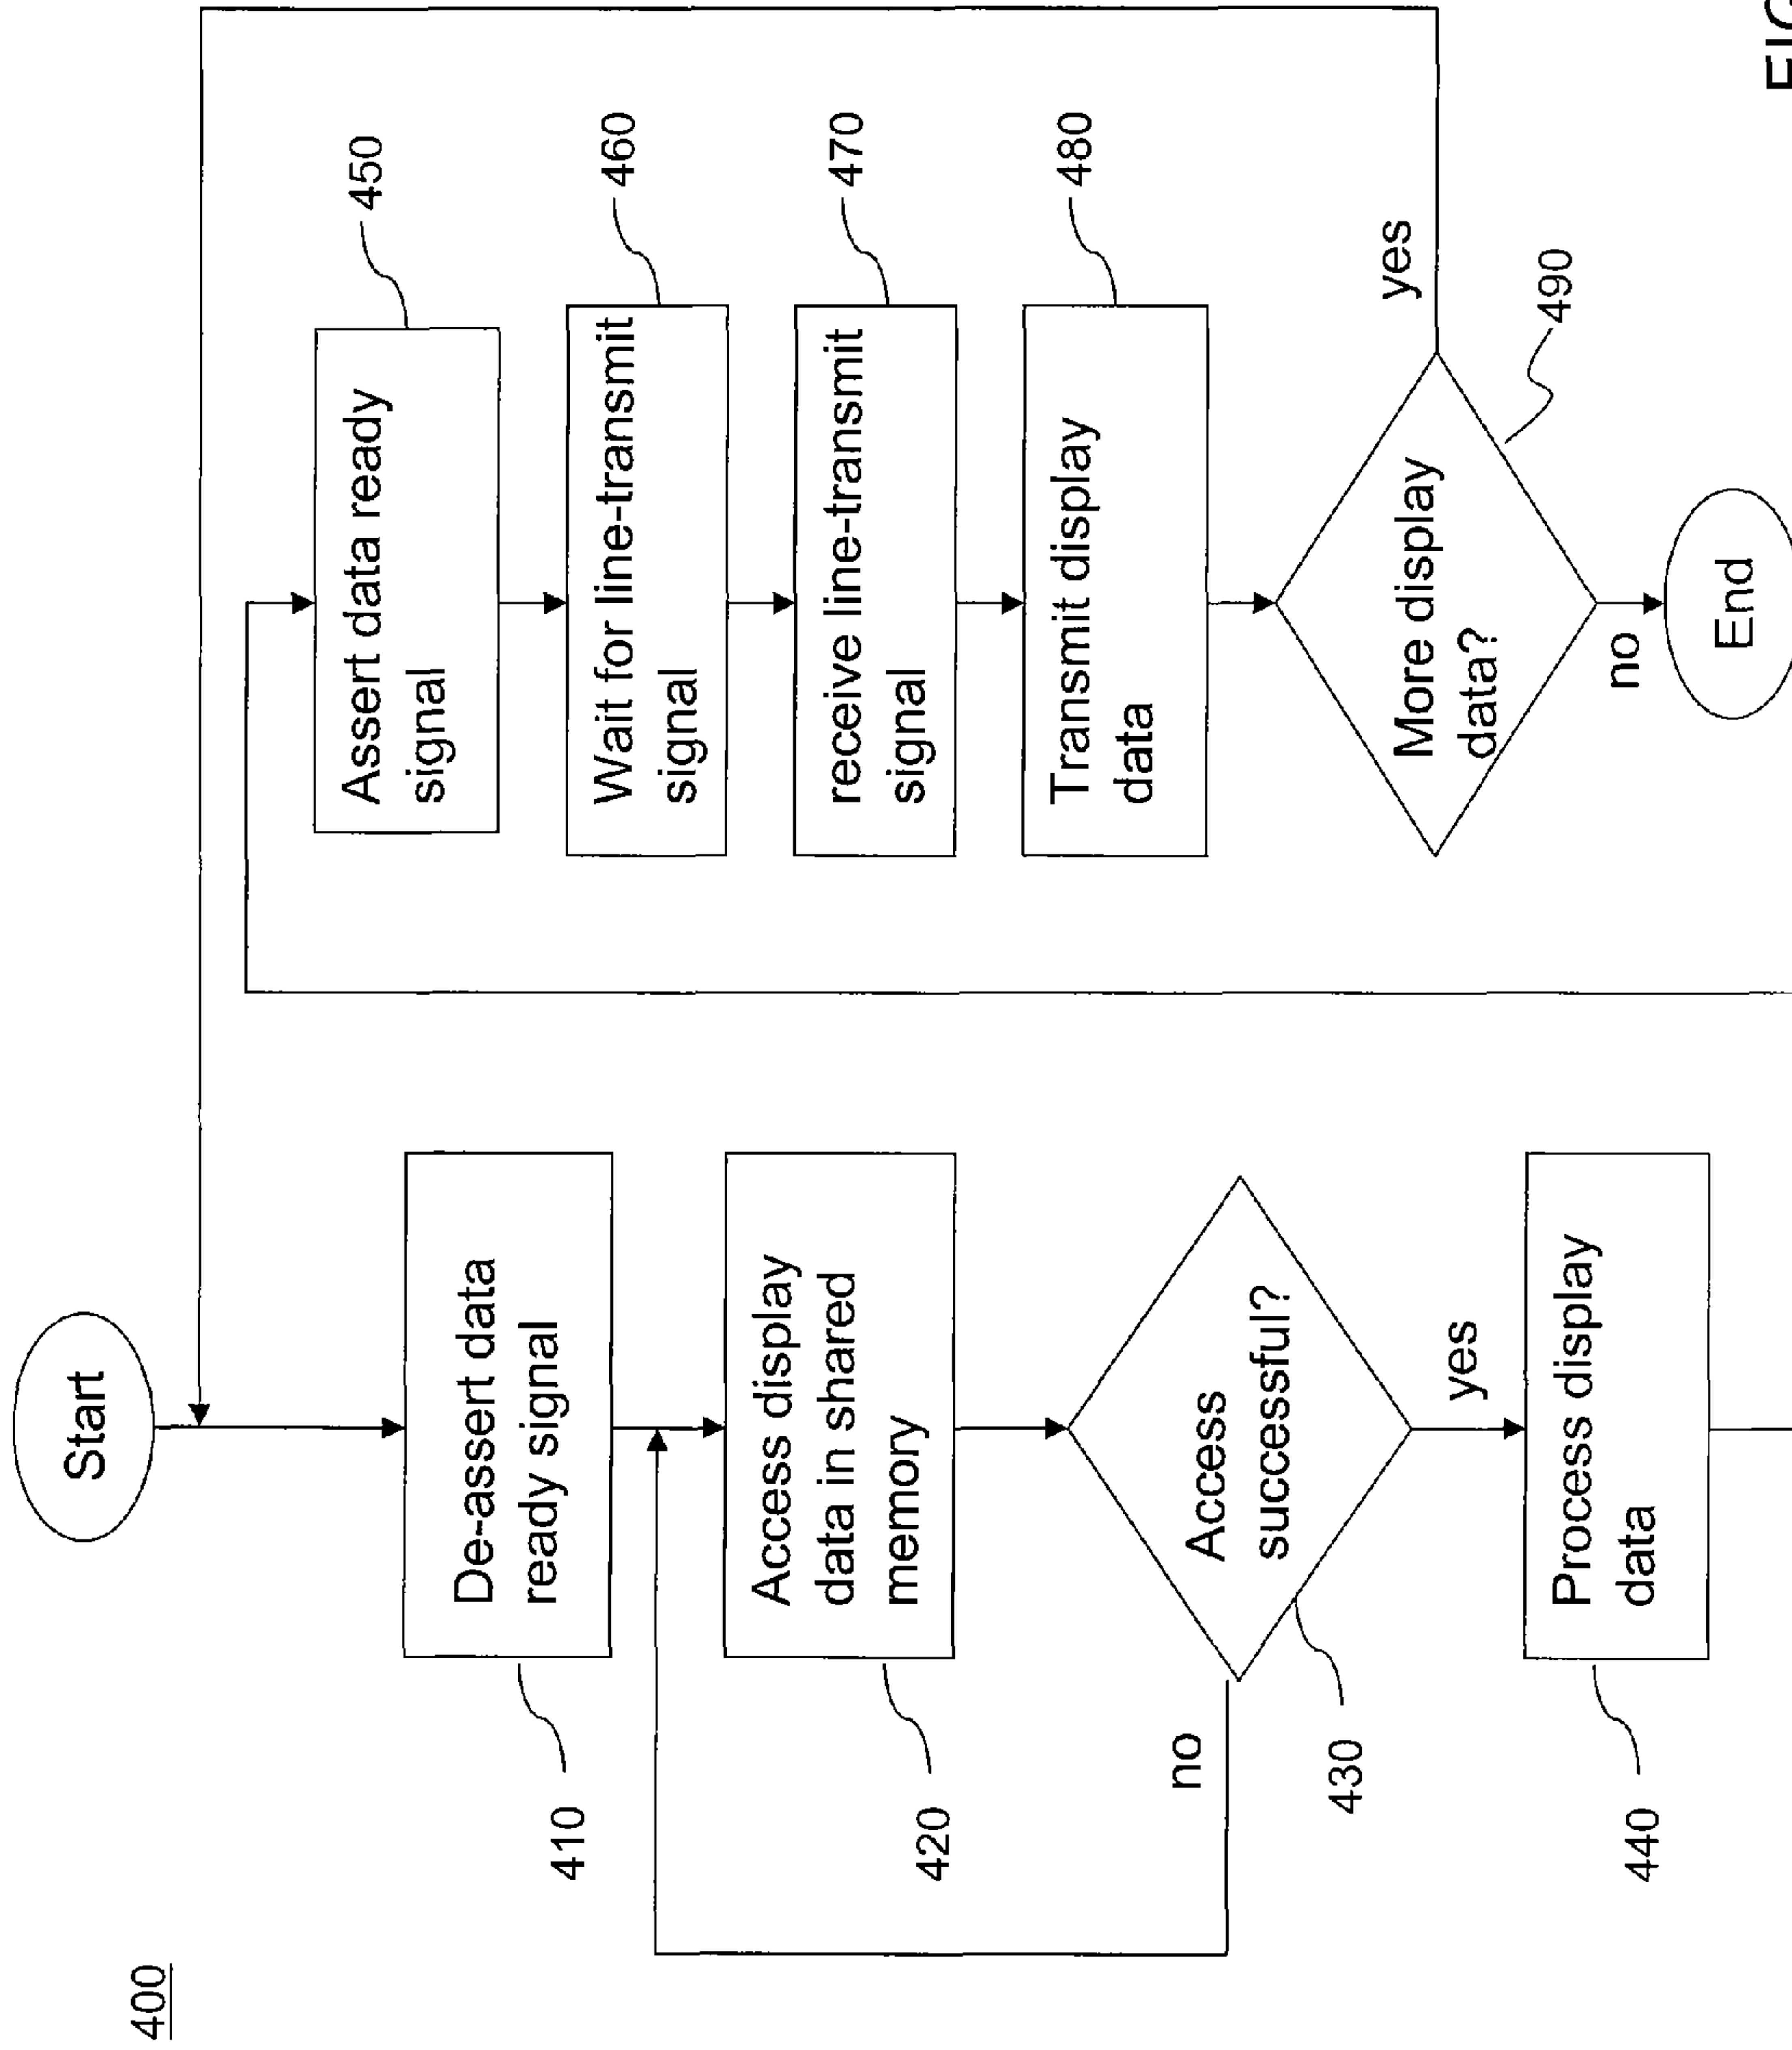 400
Start
De-assert data
ready signal
410
Access display
data in shared
memory
420
Access
successful?
430
no
yes
Process display
data
440
Assert data ready
signal
450
Wait for line-transmit
signal
460
receive line-transmit
signal
470
Transmit display
data
480
More display
data?
490
yes
no
End